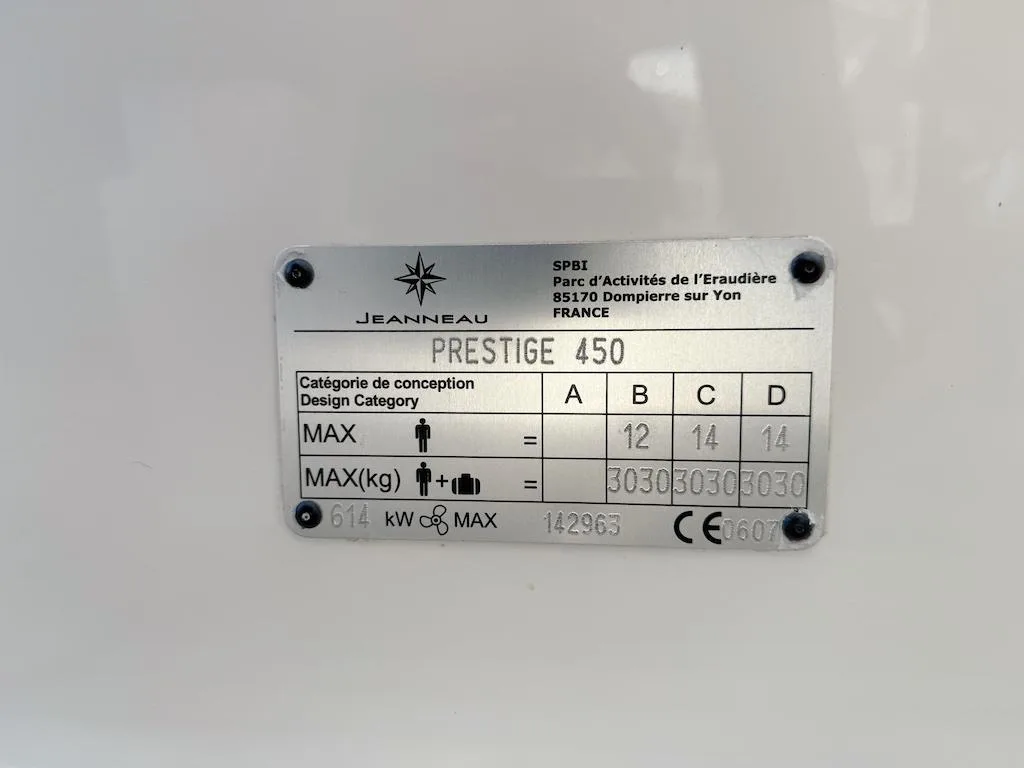 JEANNEAU
SPBI
Parc d'Activités de l'Eraudière
85170 Dompierre sur Yon
FRANCE
PRESTIGE 450
Catégorie de conception
Design Category
A B C D
MAX = 12 14 14
MAX(kg) + = 3030 3030 3030
614 kW MAX 142963 CE 0607